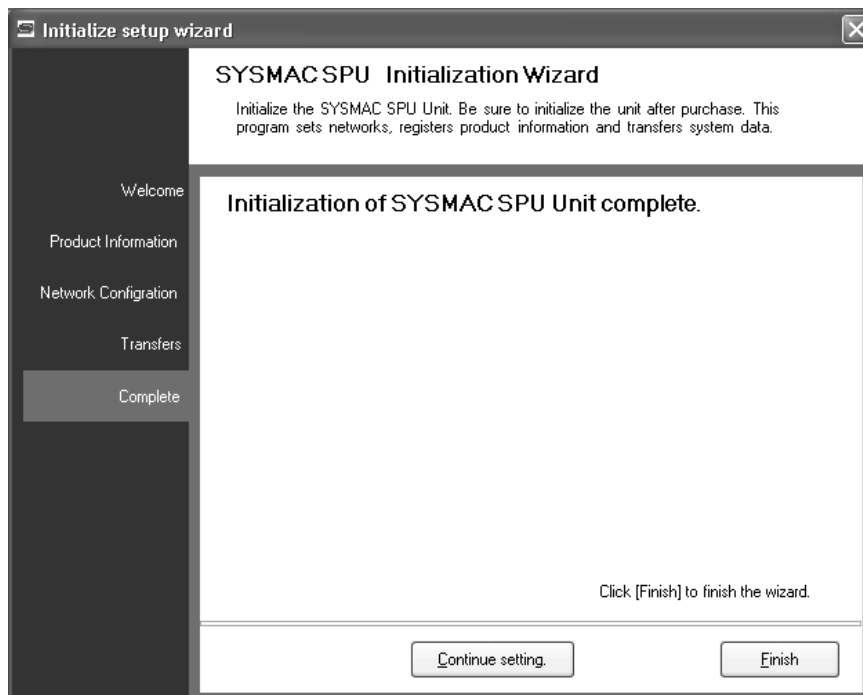 Initialize setup wizard
SYSMAC SPU Initialization Wizard
Initialize the SYSMAC SPU Unit. Be sure to initialize the unit after purchase. This
program sets networks, registers product information and transfers system data.
Welcome
Product Information
Network Configration
Transfers
Complete
Initialization of SYSMAC SPU Unit complete.
Click [Finish] to finish the wizard.
Continue setting.
Finish